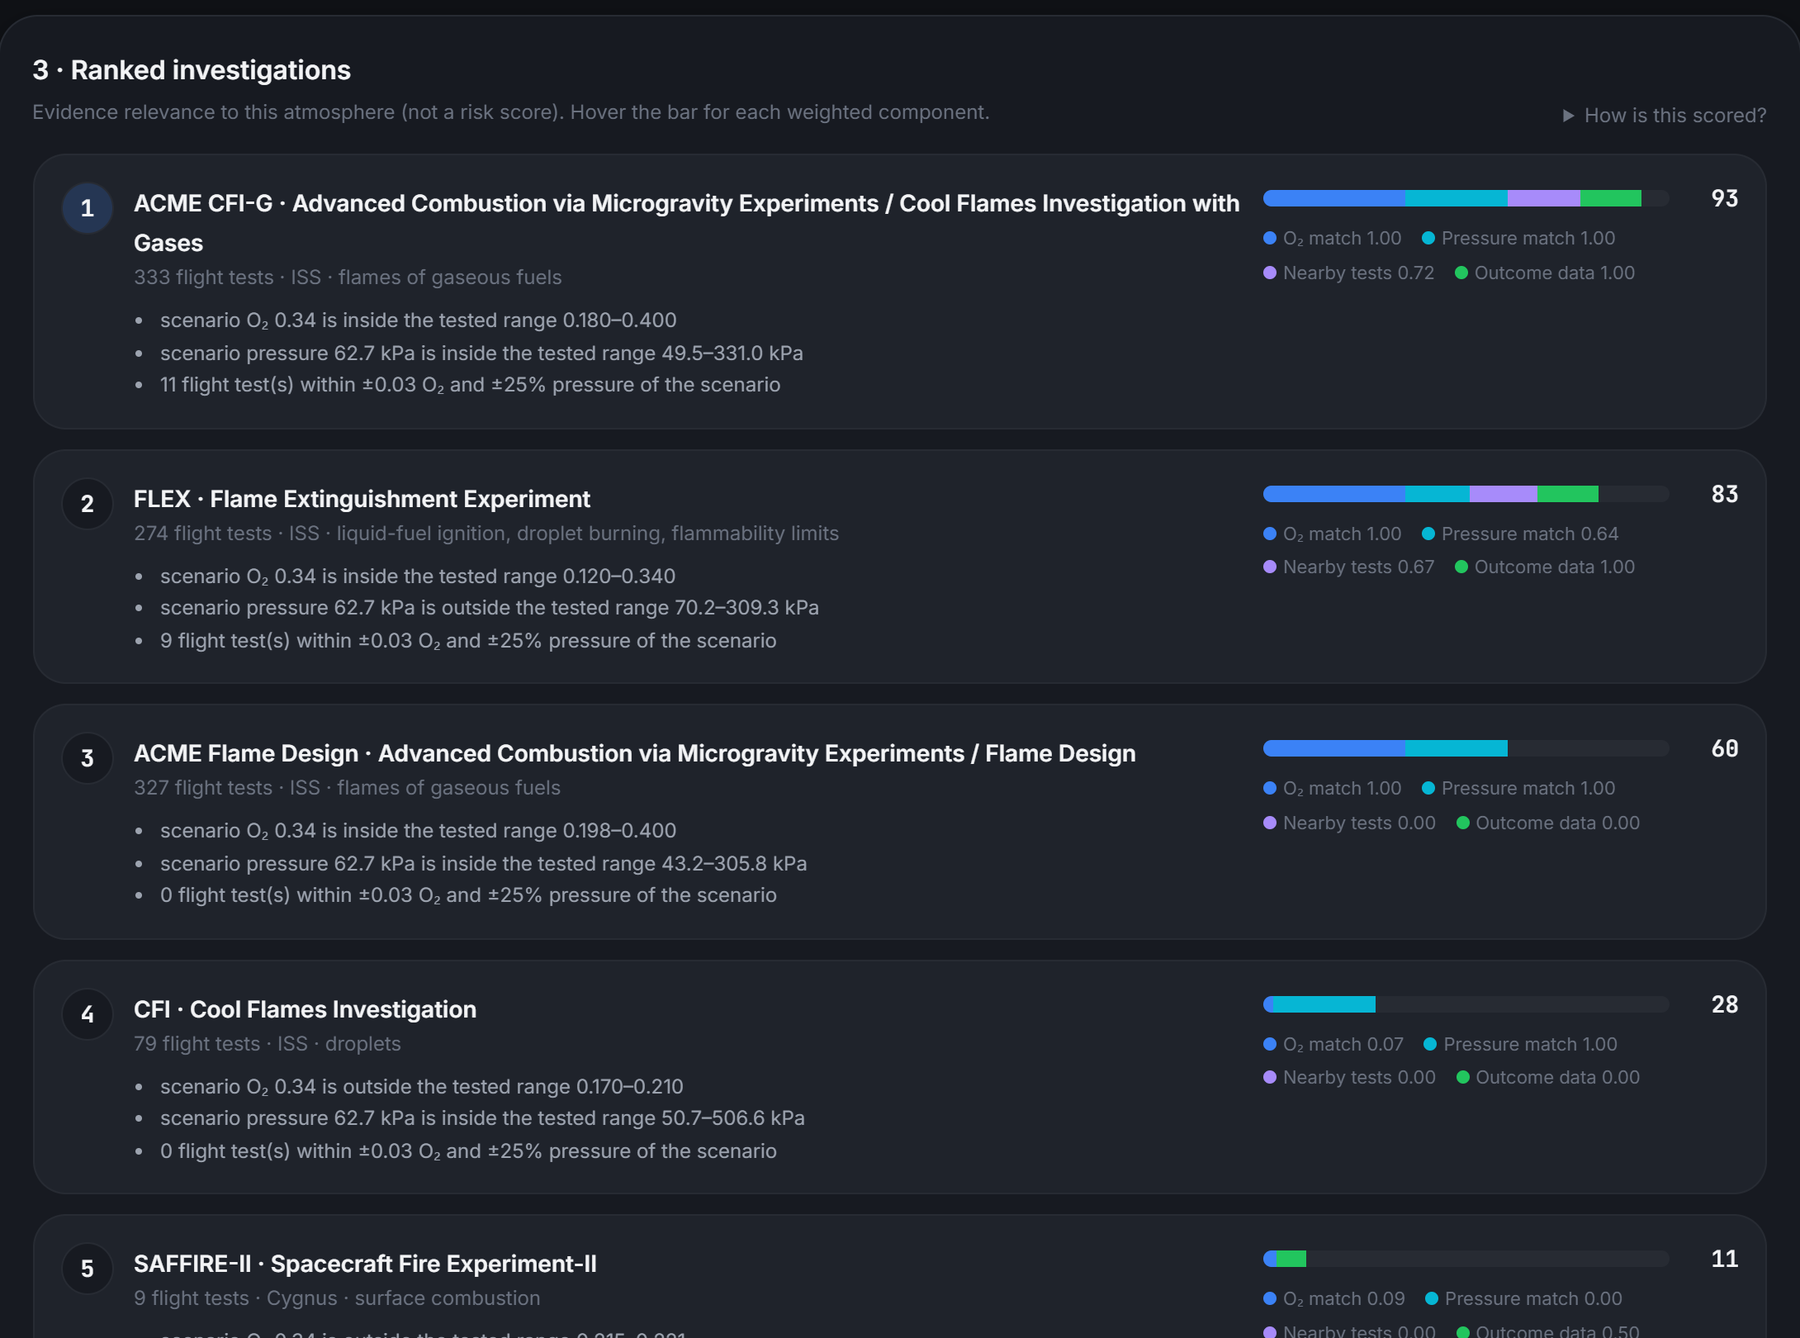 3 · Ranked investigations
Evidence relevance to this atmosphere (not a risk score). Hover the bar for each weighted component.
▶ How is this scored?
1
ACME CFI-G · Advanced Combustion via Microgravity Experiments / Cool Flames Investigation with
Gases
333 flight tests · ISS · flames of gaseous fuels
• scenario O₂ 0.34 is inside the tested range 0.180–0.400
• scenario pressure 62.7 kPa is inside the tested range 49.5–331.0 kPa
• 11 flight test(s) within ±0.03 O₂ and ±25% pressure of the scenario
93
O₂ match 1.00 Pressure match 1.00
Nearby tests 0.72 Outcome data 1.00
2
FLEX · Flame Extinguishment Experiment
274 flight tests · ISS · liquid-fuel ignition, droplet burning, flammability limits
• scenario O₂ 0.34 is inside the tested range 0.120–0.340
• scenario pressure 62.7 kPa is outside the tested range 70.2–309.3 kPa
• 9 flight test(s) within ±0.03 O₂ and ±25% pressure of the scenario
83
O₂ match 1.00 Pressure match 0.64
Nearby tests 0.67 Outcome data 1.00
3
ACME Flame Design · Advanced Combustion via Microgravity Experiments / Flame Design
327 flight tests · ISS · flames of gaseous fuels
• scenario O₂ 0.34 is inside the tested range 0.198–0.400
• scenario pressure 62.7 kPa is inside the tested range 43.2–305.8 kPa
• 0 flight test(s) within ±0.03 O₂ and ±25% pressure of the scenario
60
O₂ match 1.00 Pressure match 1.00
Nearby tests 0.00 Outcome data 0.00
4
CFI · Cool Flames Investigation
79 flight tests · ISS · droplets
• scenario O₂ 0.34 is outside the tested range 0.170–0.210
• scenario pressure 62.7 kPa is inside the tested range 50.7–506.6 kPa
• 0 flight test(s) within ±0.03 O₂ and ±25% pressure of the scenario
28
O₂ match 0.07 Pressure match 1.00
Nearby tests 0.00 Outcome data 0.00
5
SAFFIRE-II · Spacecraft Fire Experiment-II
9 flight tests · Cygnus · surface combustion
scenario O₂ 0.34 is outside the tested range
11
O₂ match 0.09 Pressure match 0.00
Nearby tests 0.00 Outcome data 0.50